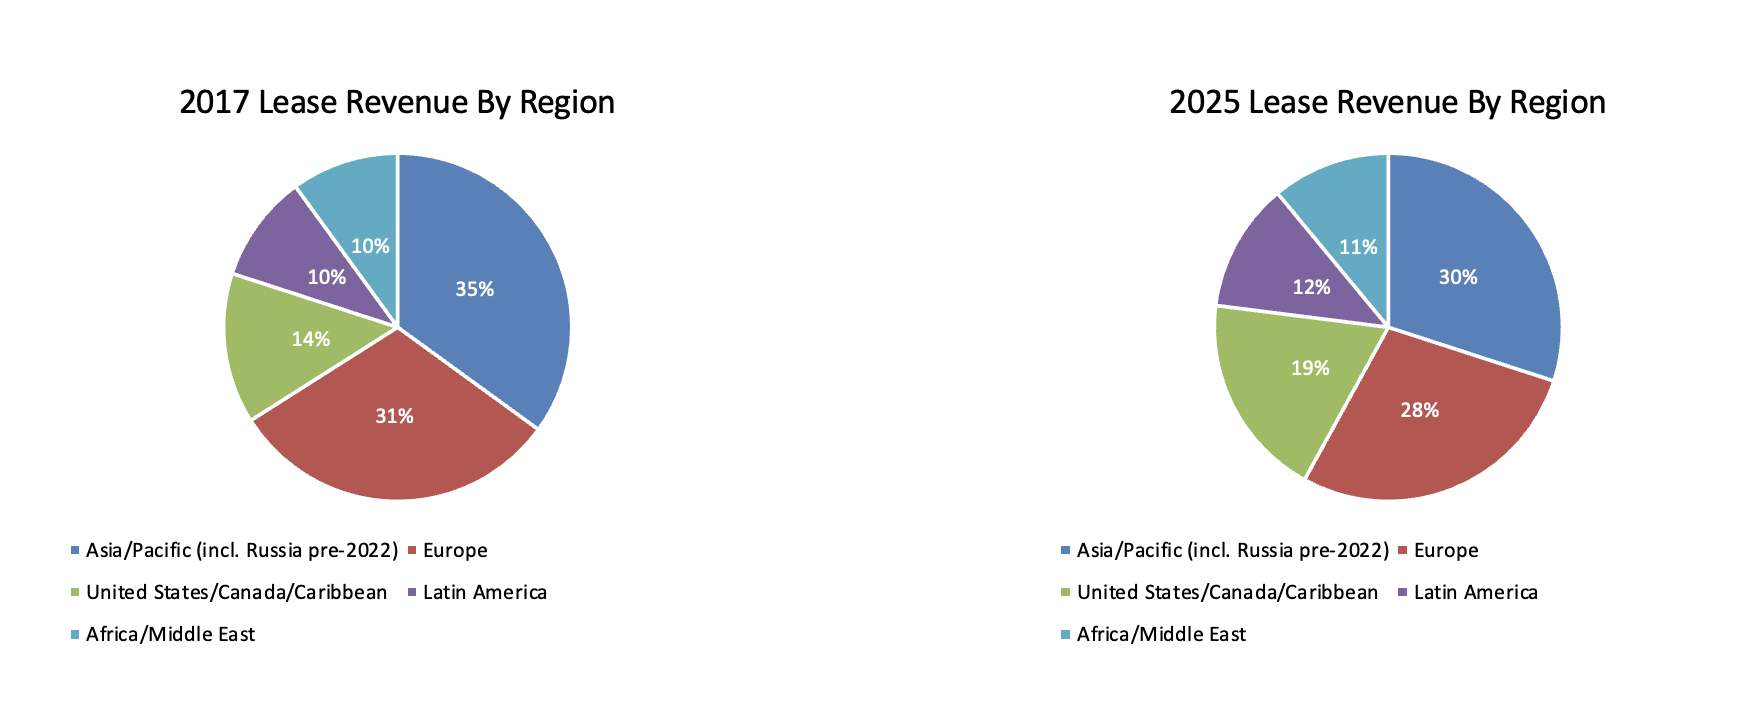 2017 Lease Revenue By Region
35%
31%
14%
10%
10%
Asia/Pacific (incl. Russia pre-2022) Europe
United States/Canada/Caribbean Latin America
Africa/Middle East
2025 Lease Revenue By Region
30%
28%
19%
12%
11%
Asia/Pacific (incl. Russia pre-2022) Europe
United States/Canada/Caribbean Latin America
Africa/Middle East